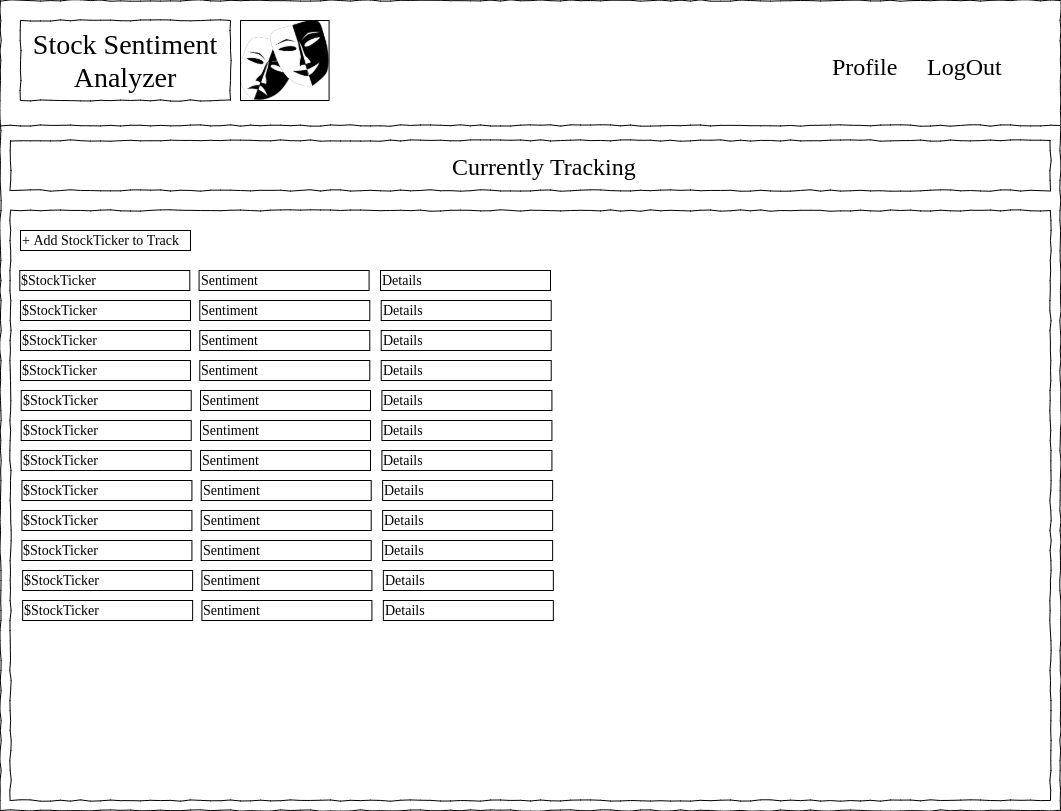 Stock Sentiment
Analyzer
Profile LogOut
Currently Tracking
+ Add StockTicker to Track
$StockTicker Sentiment Details
$StockTicker Sentiment Details
$StockTicker Sentiment Details
$StockTicker Sentiment Details
$StockTicker Sentiment Details
$StockTicker Sentiment Details
$StockTicker Sentiment Details
$StockTicker Sentiment Details
$StockTicker Sentiment Details
$StockTicker Sentiment Details
$StockTicker Sentiment Details
$StockTicker Sentiment Details